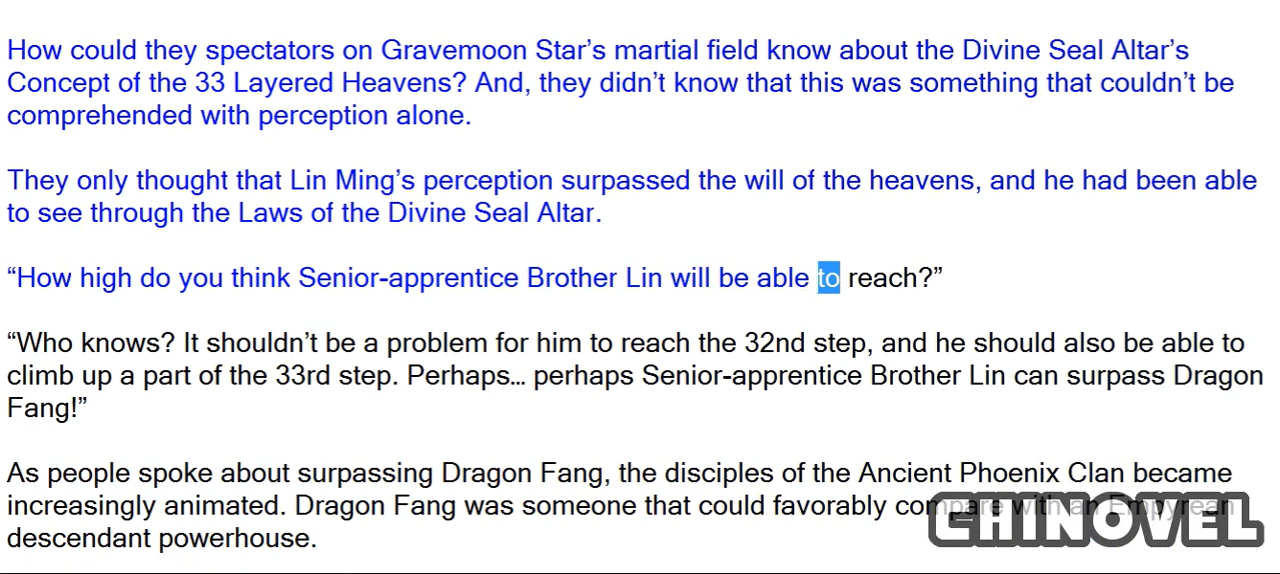 How could they spectators on Gravemoon Star’s martial field know about the Divine Seal Altar’s
Concept of the 33 Layered Heavens? And, they didn’t know that this was something that couldn’t be
comprehended with perception alone.
They only thought that Lin Ming’s perception surpassed the will of the heavens, and he had been able
to see through the Laws of the Divine Seal Altar.
“How high do you think Senior-apprentice Brother Lin will be able to reach?”
“Who knows? It shouldn’t be a problem for him to reach the 32nd step, and he should also be able to
climb up a part of the 33rd step. Perhaps... perhaps Senior-apprentice Brother Lin can surpass Dragon
Fang!”
As people spoke about surpassing Dragon Fang, the disciples of the Ancient Phoenix Clan became
increasingly animated. Dragon Fang was someone that could favorably compare with an Empyrean
descendant powerhouse.
CHINOVEL